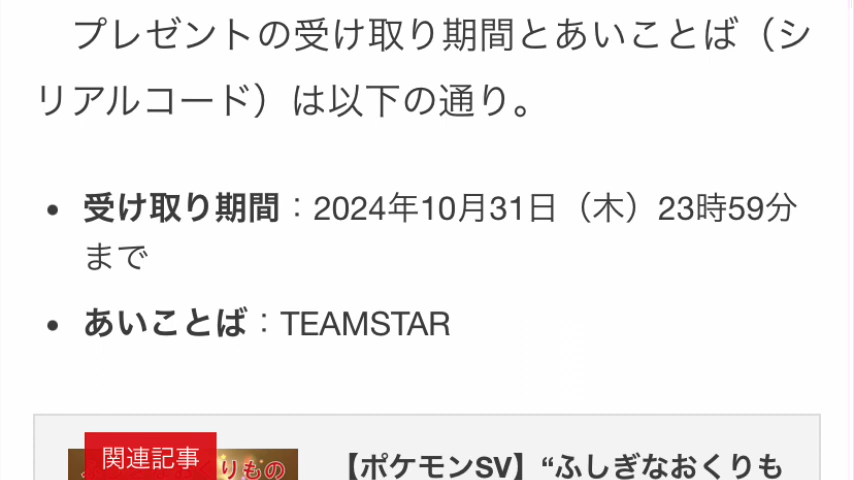 プレゼントの受け取り期間とあいことば（シ
リアルコード）は以下の通り。
• 受け取り期間：2024年10月31日（木）23時59分
まで
• あいことば：TEAMSTAR
関連記事
りもの
【ポケモンSV】“ふしぎなおくりも